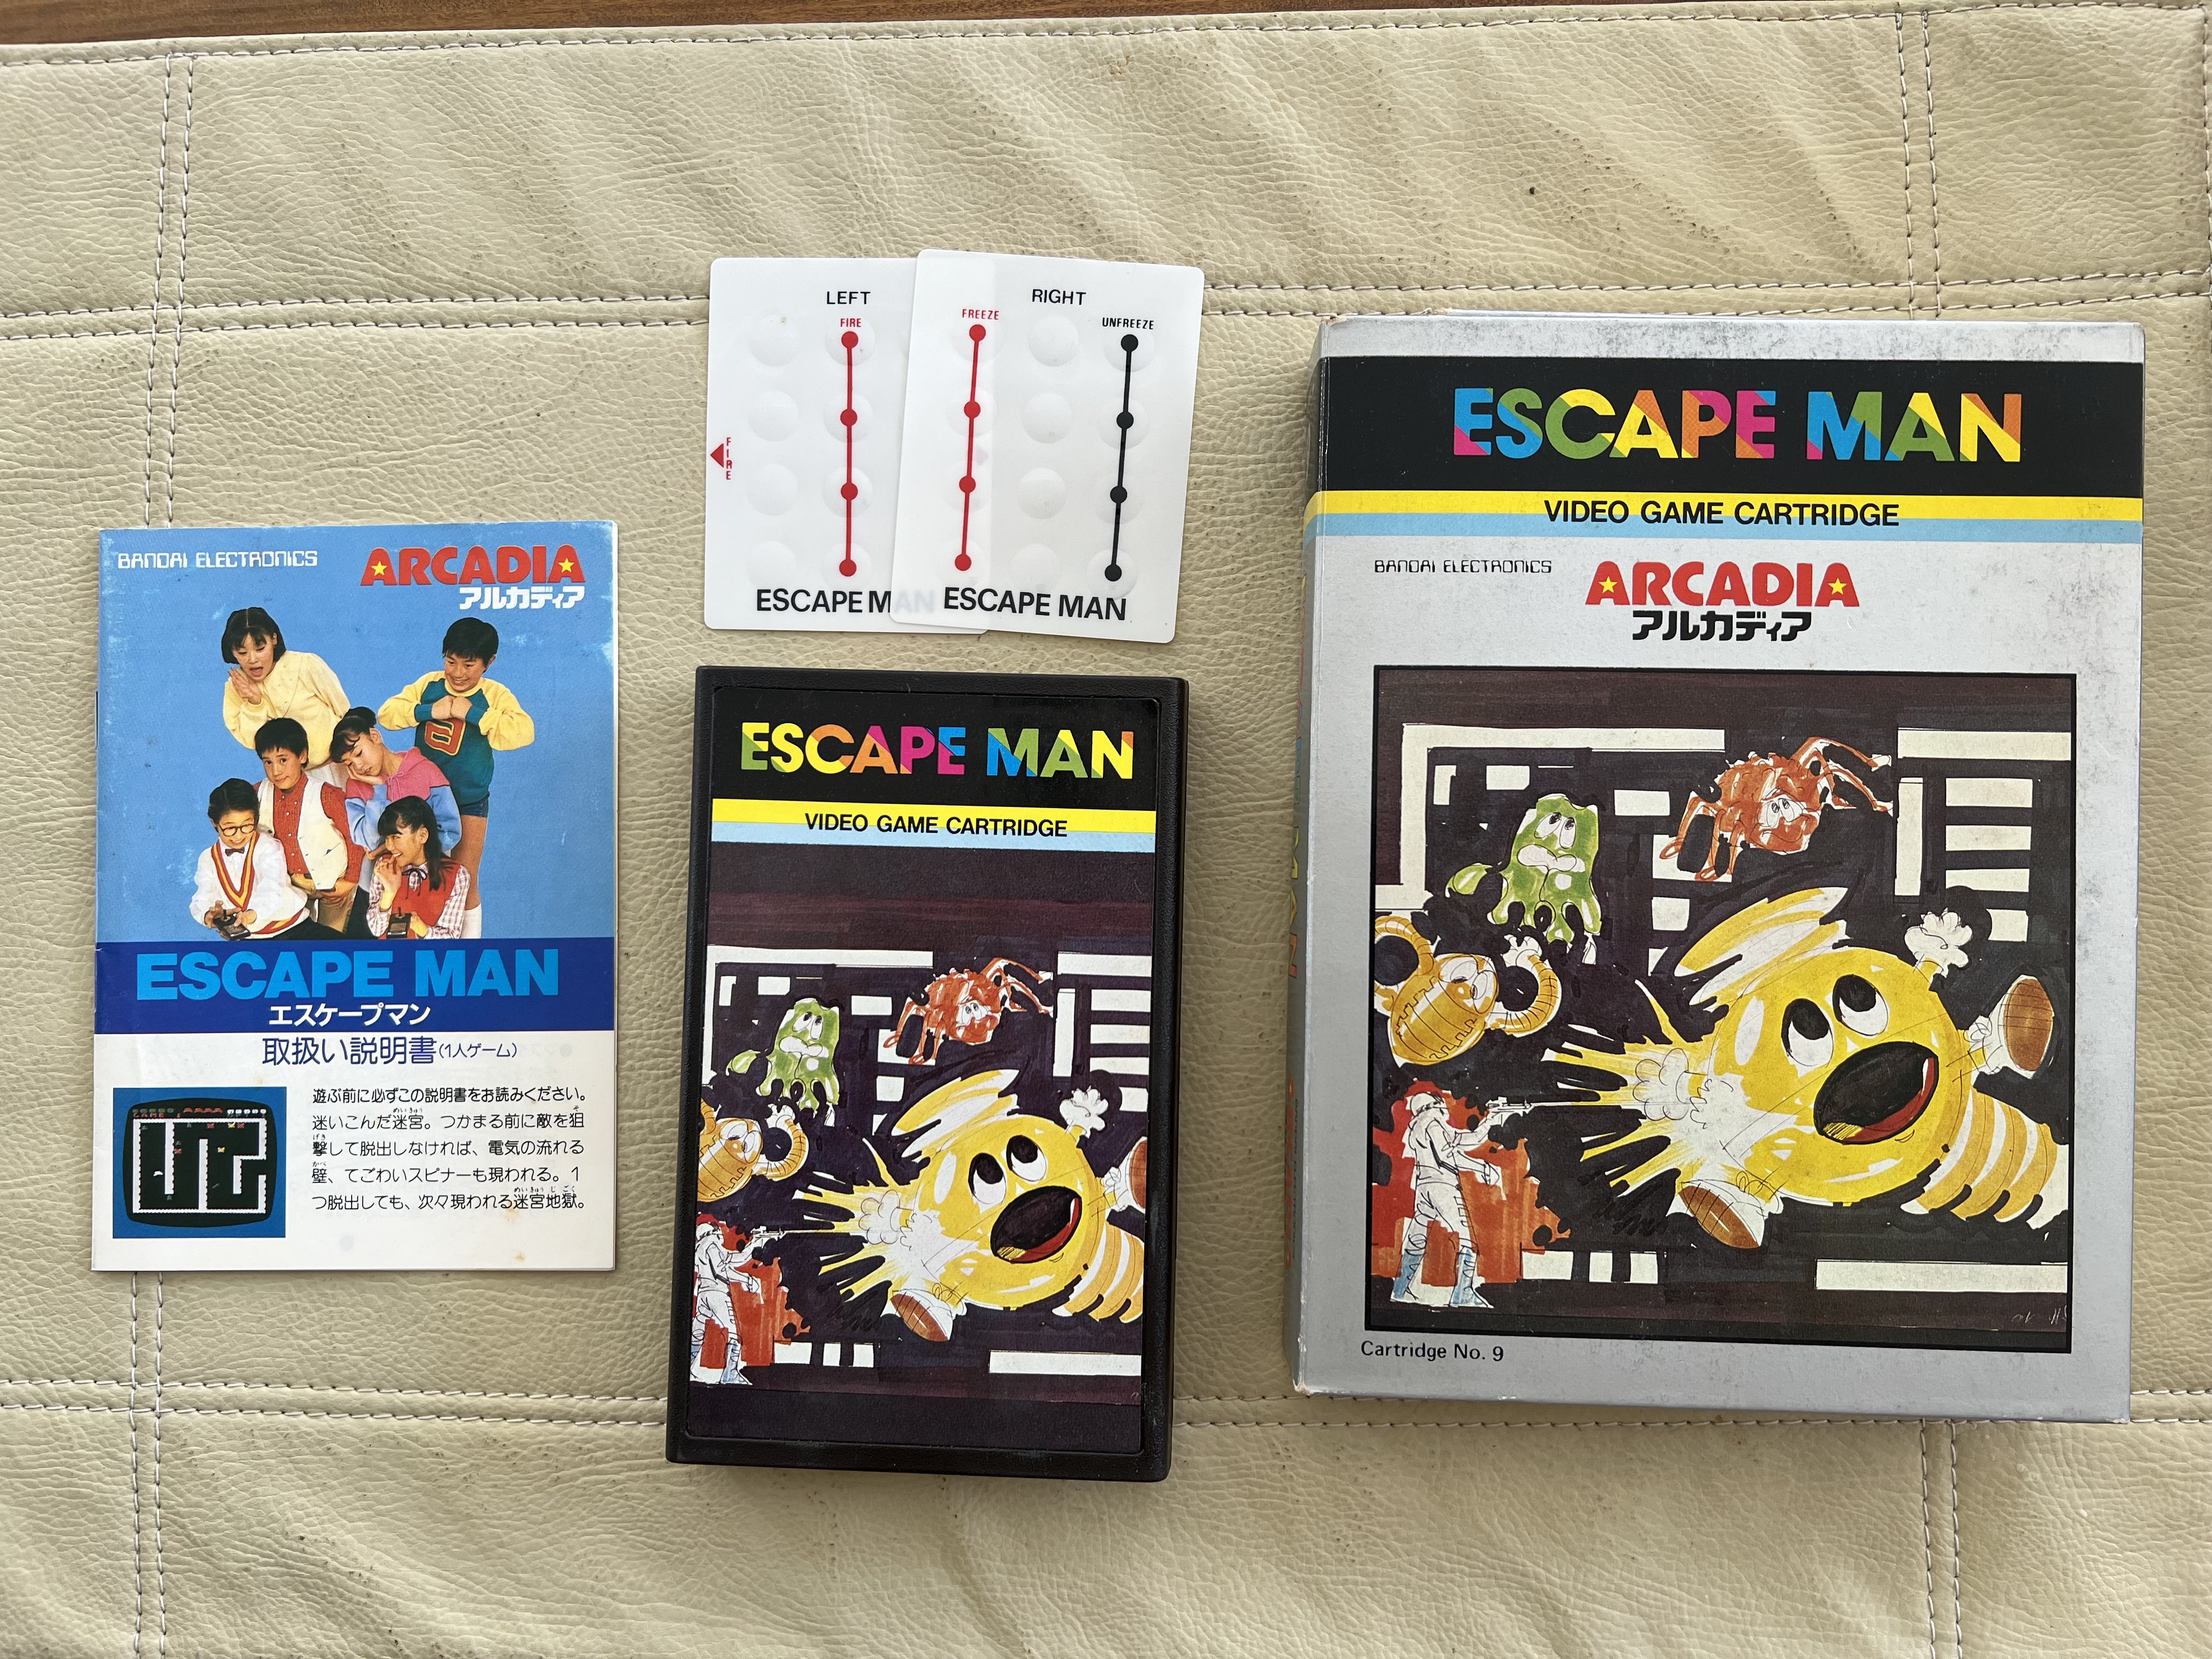 BANDAI ELECTRONICS
ARCADIA
アルカディア
ESCAPE MAN
エスケープマン
取扱い説明書(1人ゲーム)
遊ぶ前に必ずこの説明書をお読みください。
迷いこんだ迷宮。つかまる前に敵を狙
撃して脱出しなければ、電気の流れる
壁、てごわいスピナーも現われる。1
つ脱出しても、次々現われる迷宮地獄。
LEFT
FIRE
FIRE
ESCAPE MAN
RIGHT
FREEZE
UNFREEZE
ESCAPE MAN
ESCAPE MAN
VIDEO GAME CARTRIDGE
ESCAPE MAN
VIDEO GAME CARTRIDGE
BANDAI ELECTRONICS
ARCADIA
アルカディア
Cartridge No. 9